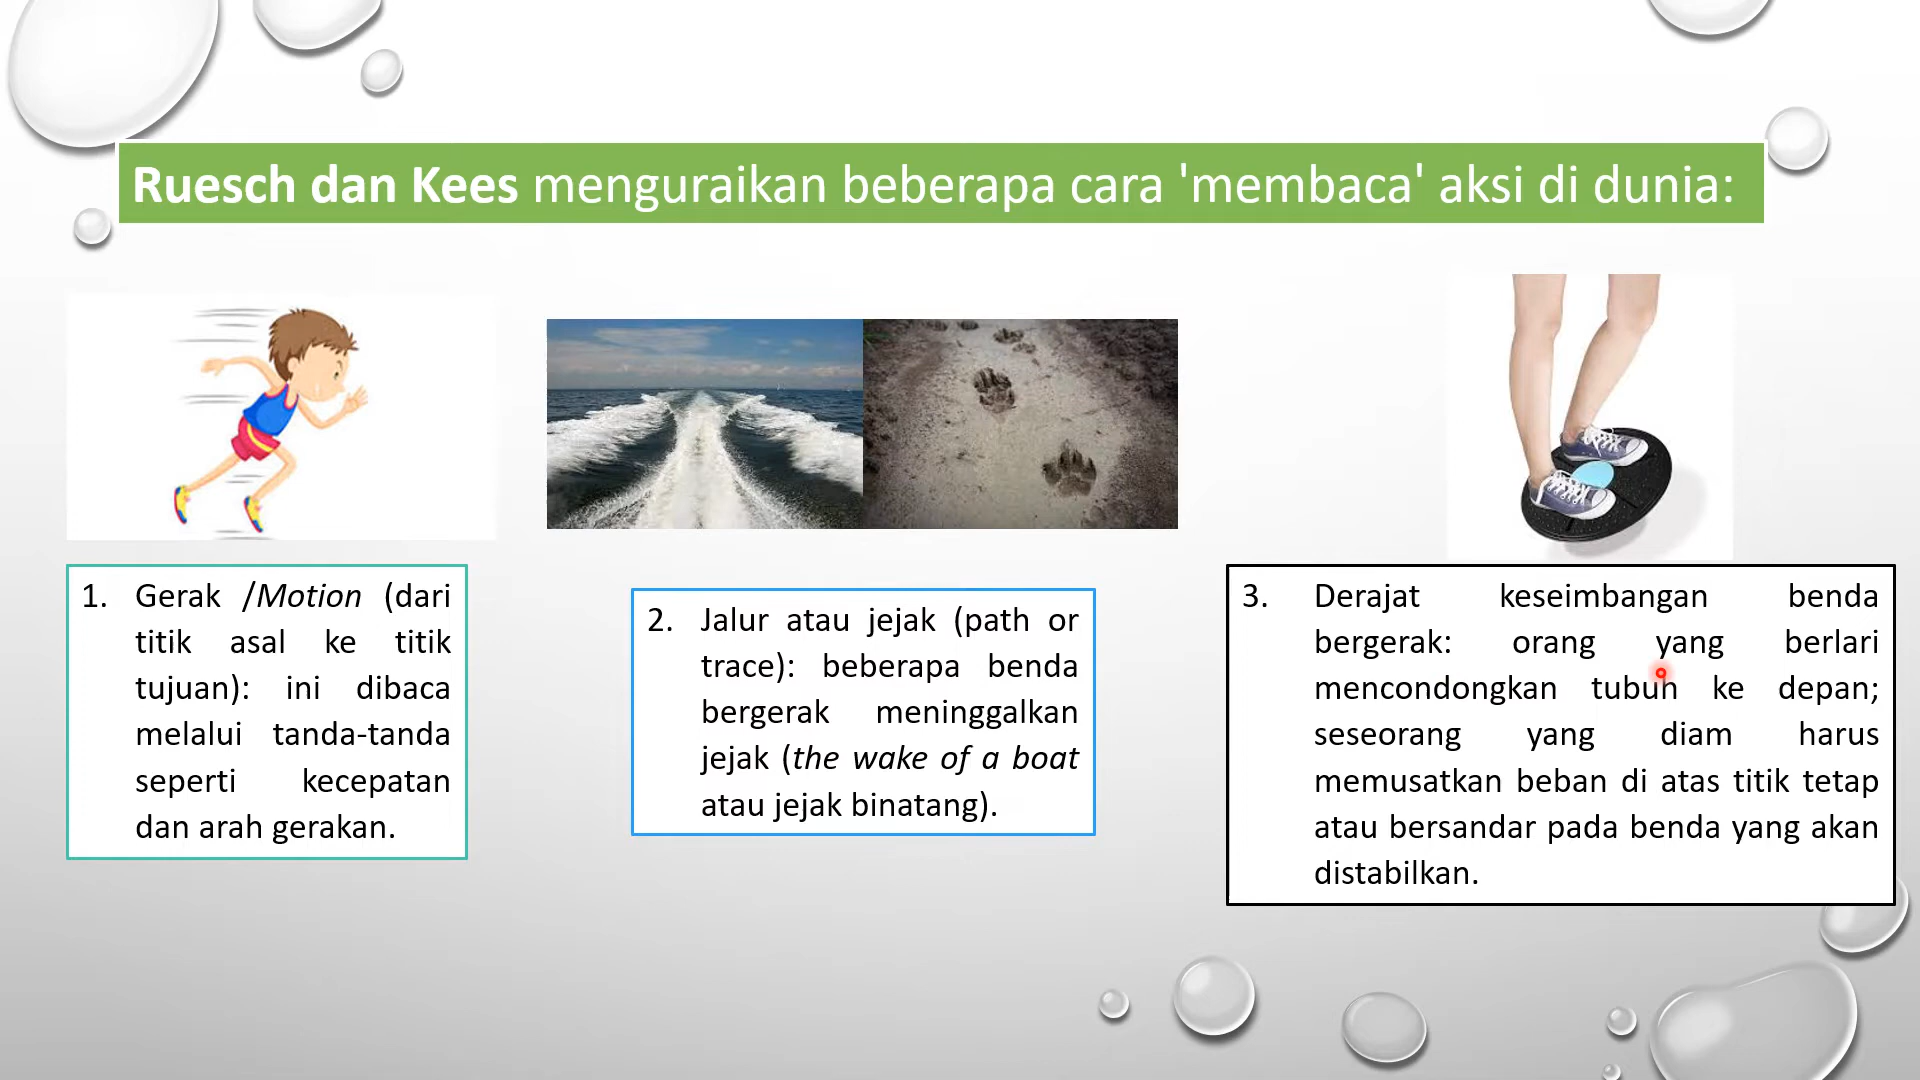 Ruesch dan Kees menguraikan beberapa cara 'membaca' aksi di dunia:
1. Gerak /Motion (dari
titik asal ke titik
tujuan): ini dibaca
melalui tanda-tanda
seperti kecepatan
dan arah gerakan.
2. Jalur atau jejak (path or
trace): beberapa benda
bergerak meninggalkan
jejak (the wake of a boat
atau jejak binatang).
3. Derajat keseimbangan benda
bergerak: orang yang berlari
mencondongkan tubuh ke depan;
seseorang yang diam harus
memusatkan beban di atas titik tetap
atau bersandar pada benda yang akan
distabilkan.